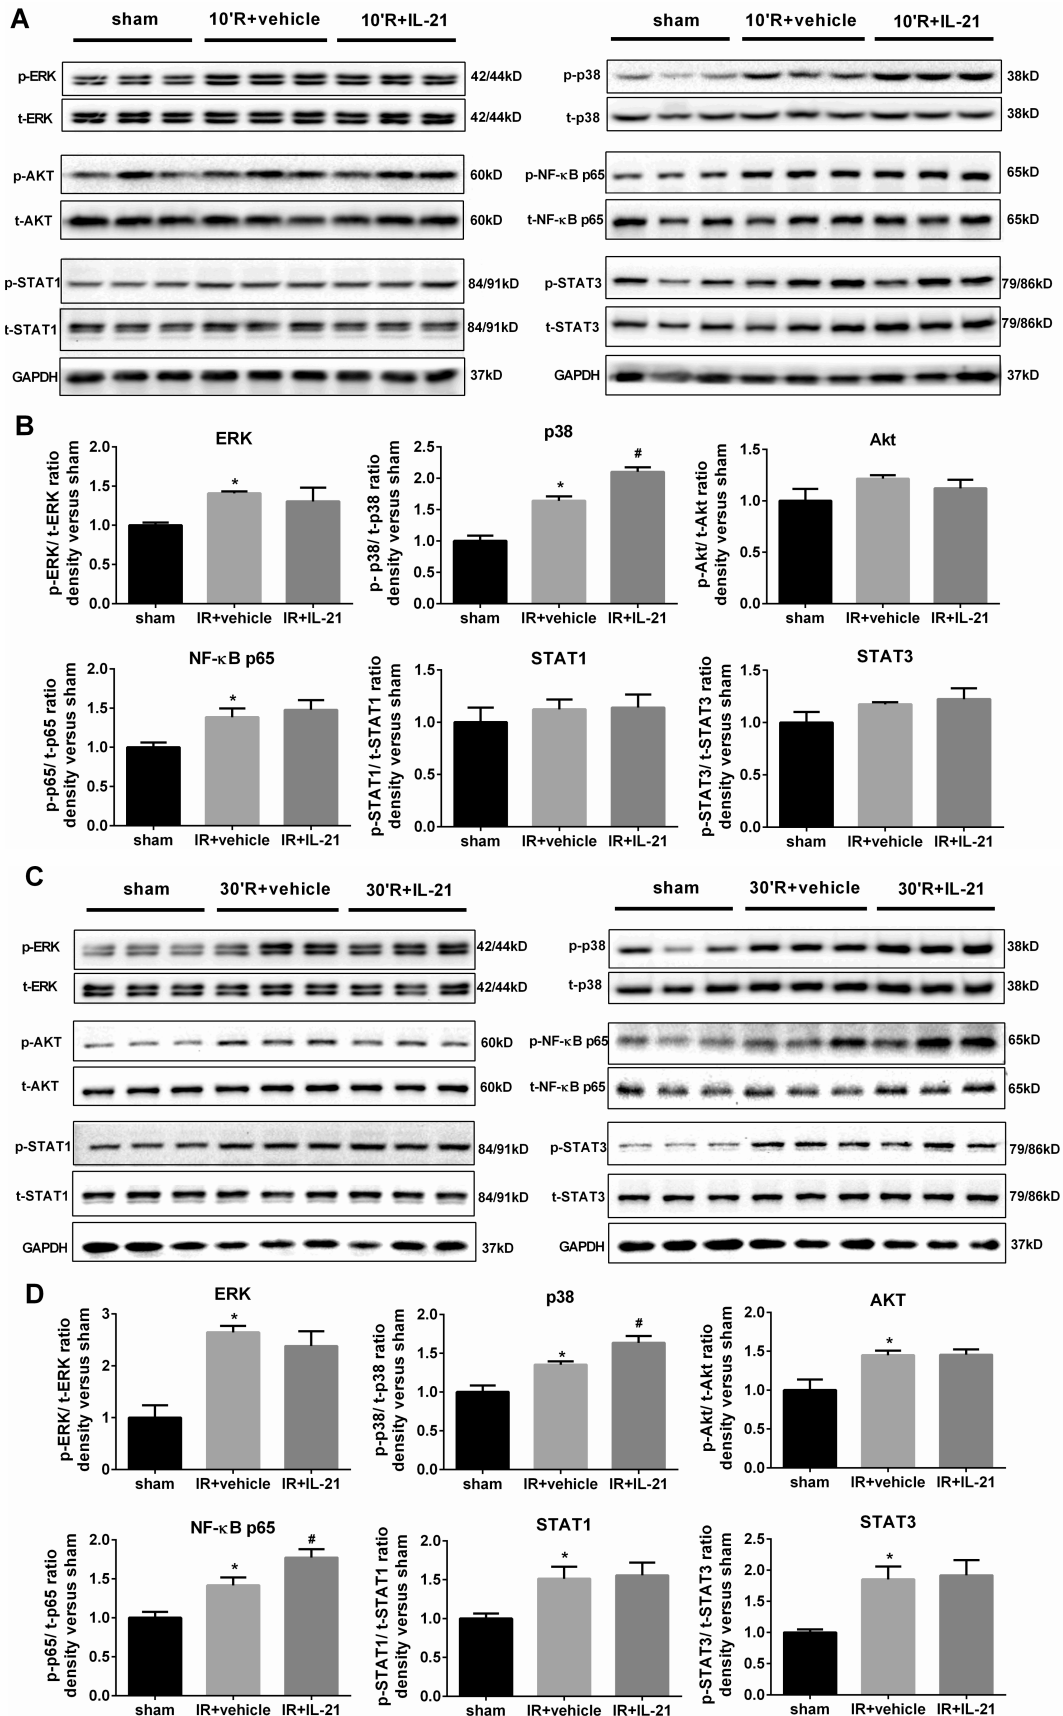 A
sham 10'R+vehicle 10'R+IL-21
p-ERK 42/44kD
t-ERK 42/44kD
p-AKT 60kD
t-AKT 60kD
p-STAT1 84/91kD
t-STAT1 84/91kD
GAPDH 37kD
sham 10'R+vehicle 10'R+IL-21
p-p38 38kD
t-p38 38kD
p-NF-κB p65 65kD
t-NF-κB p65 65kD
p-STAT3 79/86kD
t-STAT3 79/86kD
GAPDH 37kD
B
ERK
p-ERK/ t-ERK ratio
density versus sham
2.0
1.5
1.0
0.5
0.0
*
sham IR+vehicle IR+IL-21
p38
p- p38/ t-p38 ratio
density versus sham
2.5
2.0
1.5
1.0
0.5
0.0
*
#
sham IR+vehicle IR+IL-21
Akt
p-Akt/ t-Akt ratio
density versus sham
1.5
1.0
0.5
0.0
sham IR+vehicle IR+IL-21
NF-κB p65
p-p65/ t-p65 ratio
density versus sham
2.0
1.5
1.0
0.5
0.0
*
sham IR+vehicle IR+IL-21
STAT1
p-STAT1/ t-STAT1 ratio
density versus sham
1.5
1.0
0.5
0.0
sham IR+vehicle IR+IL-21
STAT3
p-STAT3/ t-STAT3 ratio
density versus sham
1.5
1.0
0.5
0.0
sham IR+vehicle IR+IL-21
C
sham 30'R+vehicle 30'R+IL-21
p-ERK 42/44kD
t-ERK 42/44kD
p-AKT 60kD
t-AKT 60kD
p-STAT1 84/91kD
t-STAT1 84/91kD
GAPDH 37kD
sham 30'R+vehicle 30'R+IL-21
p-p38 38kD
t-p38 38kD
p-NF-κB p65 65kD
t-NF-κB p65 65kD
p-STAT3 79/86kD
t-STAT3 79/86kD
GAPDH 37kD
D
ERK
p-ERK/ t-ERK ratio
density versus sham
3
2
1
0
*
sham IR+vehicle IR+IL-21
p38
p-p38/ t-p38 ratio
density versus sham
2.0
1.5
1.0
0.5
0.0
*
#
sham IR+vehicle IR+IL-21
AKT
p-Akt/ t-Akt ratio
density versus sham
2.0
1.5
1.0
0.5
0.0
*
sham IR+vehicle IR+IL-21
NF-κB p65
p-p65/ t-p65 ratio
density versus sham
2.0
1.5
1.0
0.5
0.0
*
#
sham IR+vehicle IR+IL-21
STAT1
p-STAT1/ t-STAT1 ratio
density versus sham
2.0
1.5
1.0
0.5
0.0
*
sham IR+vehicle IR+IL-21
STAT3
p-STAT3/ t-STAT3 ratio
density versus sham
2.5
2.0
1.5
1.0
0.5
0.0
*
sham IR+vehicle IR+IL-21